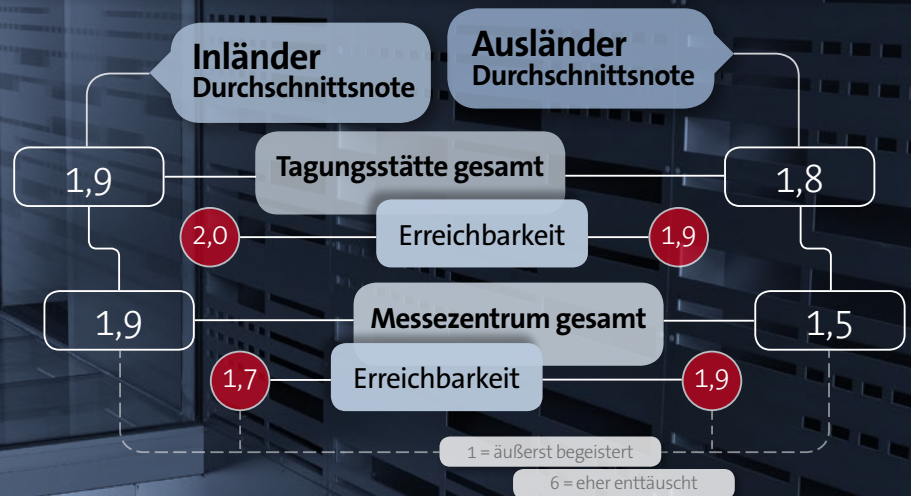 Inländer
Durchschnittsnote
Ausländer
Durchschnittsnote
1,9
Tagungsstätte gesamt
1,8
2,0
Erreichbarkeit
1,9
1,9
Messezentrum gesamt
1,5
1,7
Erreichbarkeit
1,9
1 = äußerst begeistert
6 = eher enttäuscht